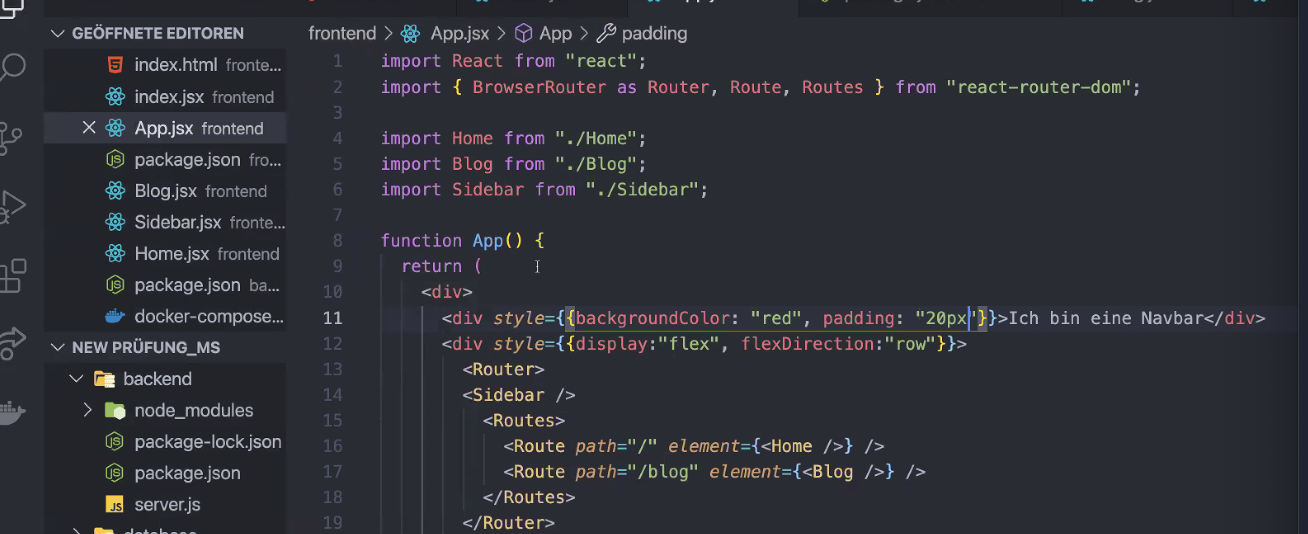 GEÖFFNETE EDITOREN
index.html fronte...
index.jsx frontend
App.jsx frontend
package.json fro...
Blog.jsx frontend
Sidebar.jsx fronte...
Home.jsx frontend
package.json ba...
docker-compo...
NEW PRÜFUNG_MS
backend
node_modules
package-lock.json
package.json
server.js
frontend > App.jsx > App > padding
1 import React from "react";
2 import { BrowserRouter as Router, Route, Routes } from "react-router-dom";
3
4 import Home from "./Home";
5 import Blog from "./Blog";
6 import Sidebar from "./Sidebar";
7
8 function App() {
9 return (
10 <div>
11 <div style={{backgroundColor: "red", padding: "20px"}}>Ich bin eine Navbar</div>
12 <div style={{display:"flex", flexDirection:"row"}}>
13 <Router>
14 <Sidebar />
15 <Routes>
16 <Route path="/" element={<Home />} />
17 <Route path="/blog" element={<Blog />} />
18 </Routes>
19 </Router>